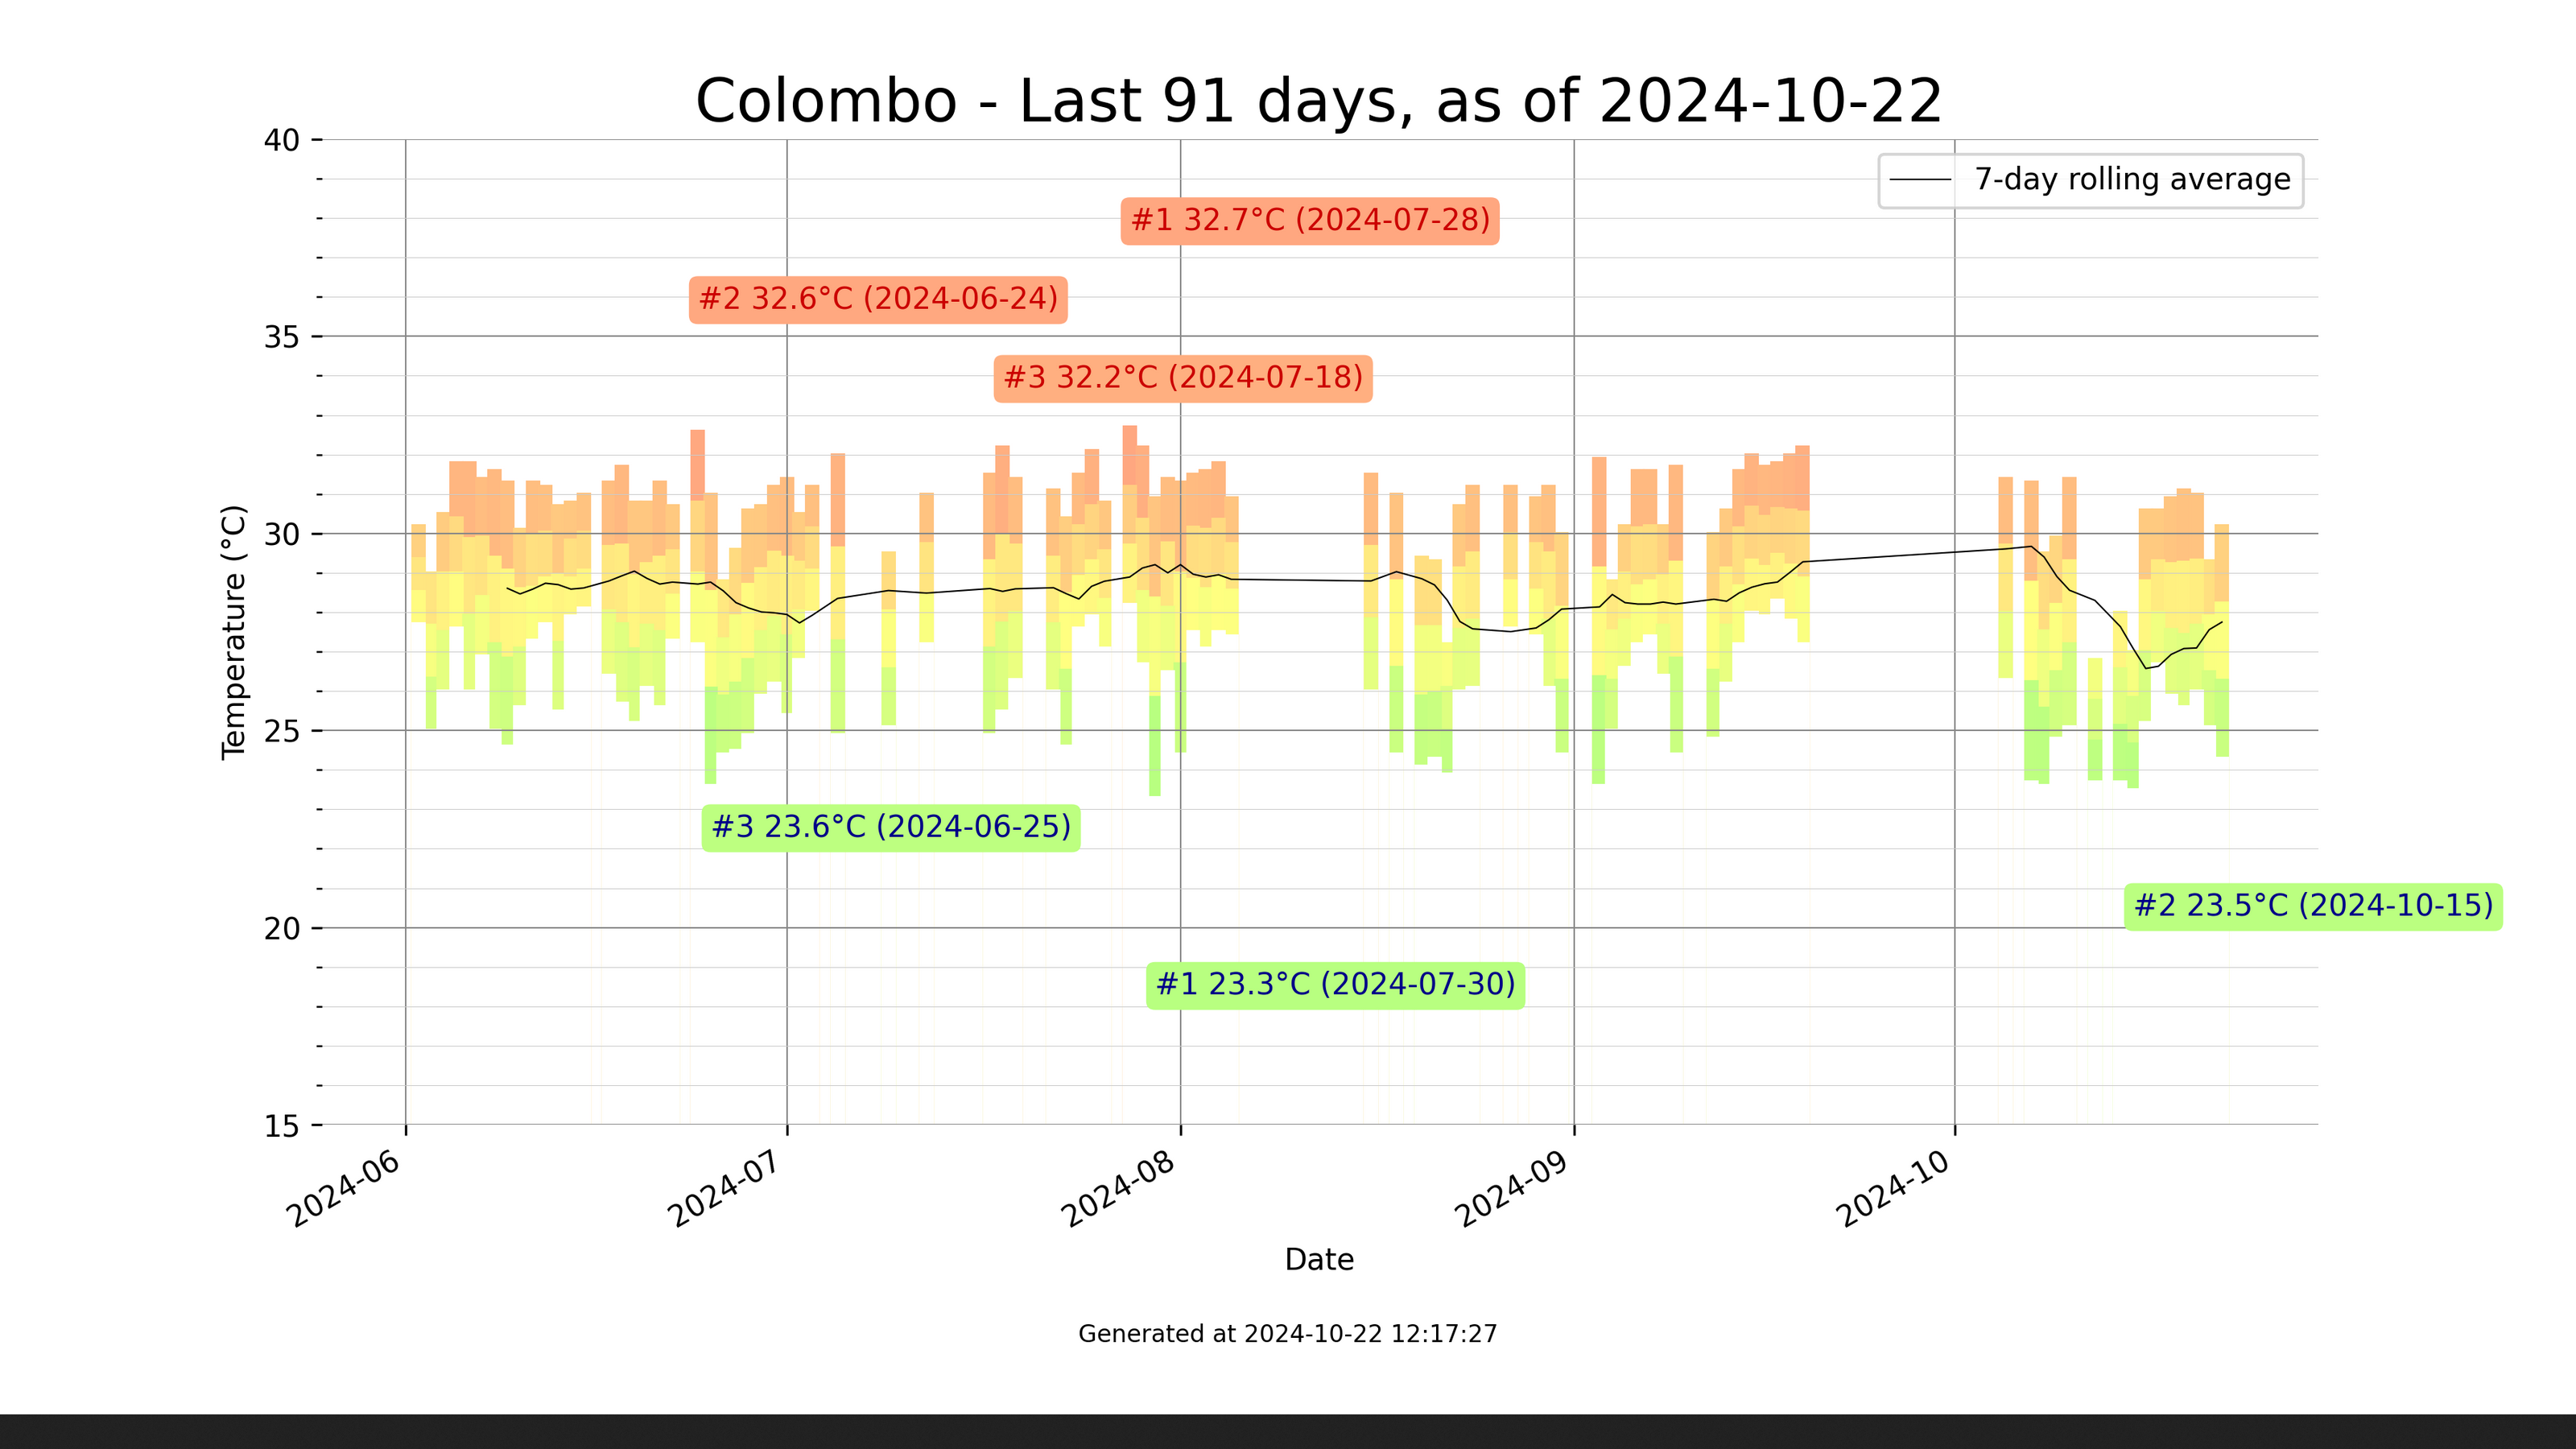 Colombo - Last 91 days, as of 2024-10-22
7-day rolling average
#1 32.7°C (2024-07-28)
#2 32.6°C (2024-06-24)
#3 32.2°C (2024-07-18)
#3 23.6°C (2024-06-25)
#2 23.5°C (2024-10-15)
#1 23.3°C (2024-07-30)
Temperature (°C)
40
35
30
25
20
15
2024-06
2024-07
2024-08
2024-09
2024-10
Date
Generated at 2024-10-22 12:17:27